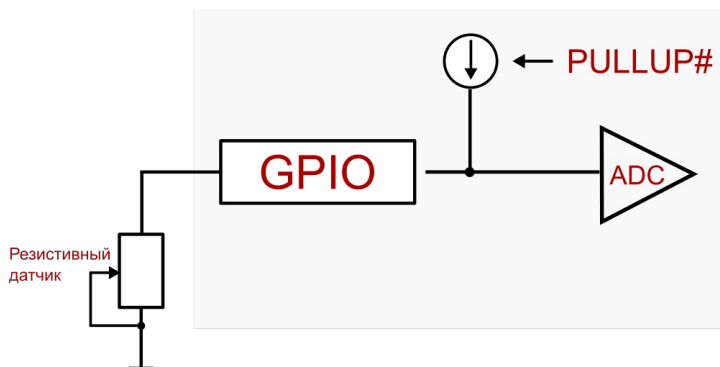 PULLUP#
GPIO
ADC
Резистивный
датчик